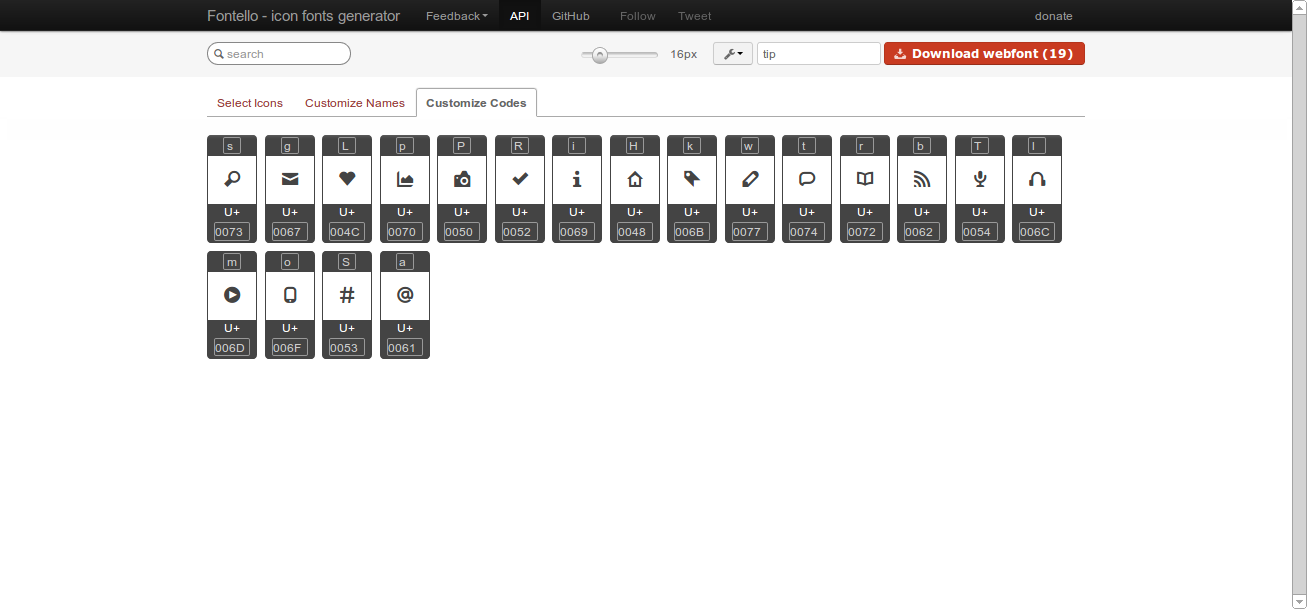 Fontello - icon fonts generator Feedback API GitHub Follow Tweet donate
search 16px tip Download webfont (19)
Select Icons Customize Names Customize Codes
s g L p P R i H k w t r b T l
U+ U+ U+ U+ U+ U+ U+ U+ U+ U+ U+ U+ U+ U+ U+
0073 0067 004C 0070 0050 0052 0069 0048 006B 0077 0074 0072 0062 0054 006C
m o S a
U+ U+ U+ U+
006D 006F 0053 0061